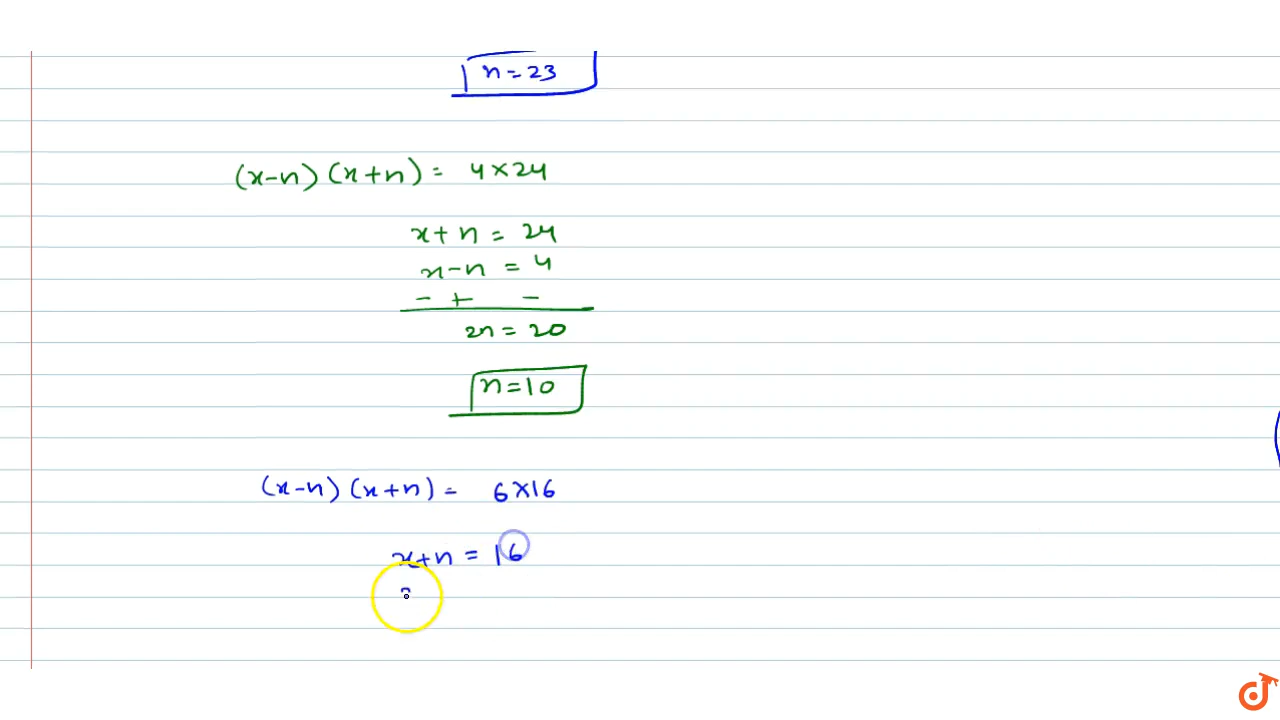 n = 23
(x-n) (x+n) = 4 × 24
x + n = 24
x - n = 4
- + -
2n = 20
n = 10
(x-n) (x+n) = 6 × 16
x+n = 16